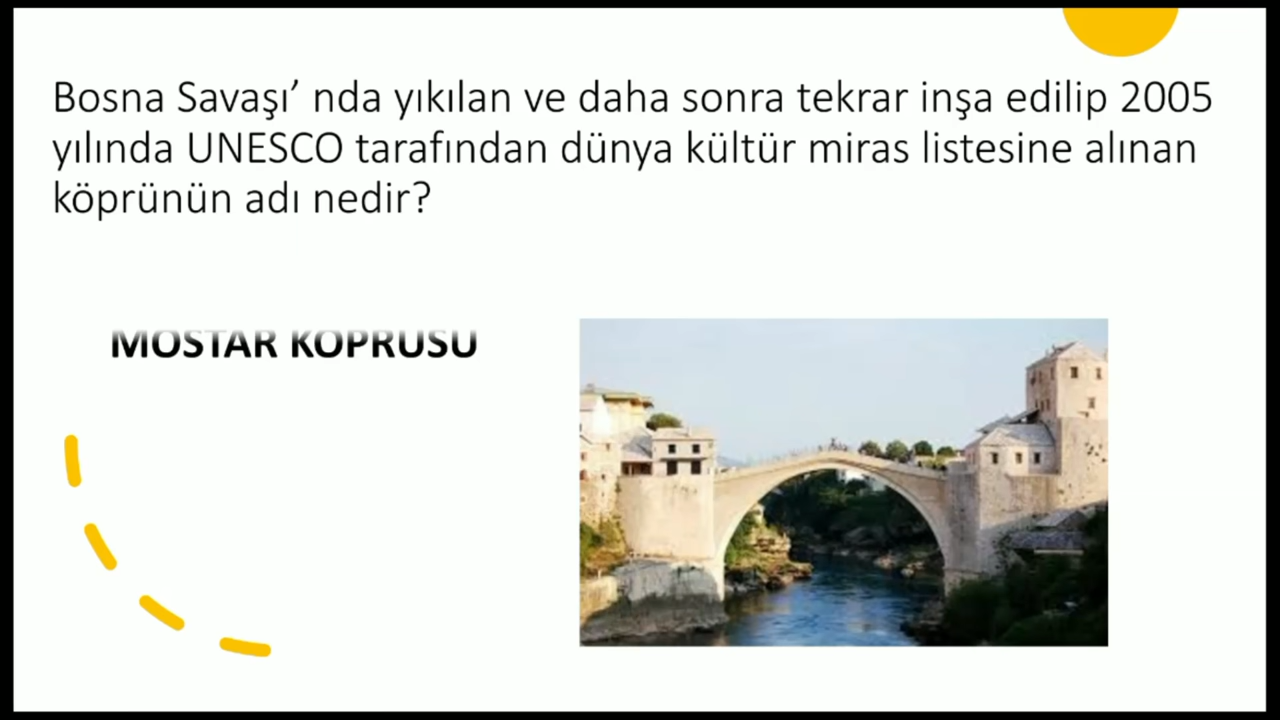 Bosna Savaşı’ nda yıkılan ve daha sonra tekrar inşa edilip 2005
yılında UNESCO tarafından dünya kültür miras listesine alınan
köprünün adı nedir?
MOSTAR KÖPRÜSÜ